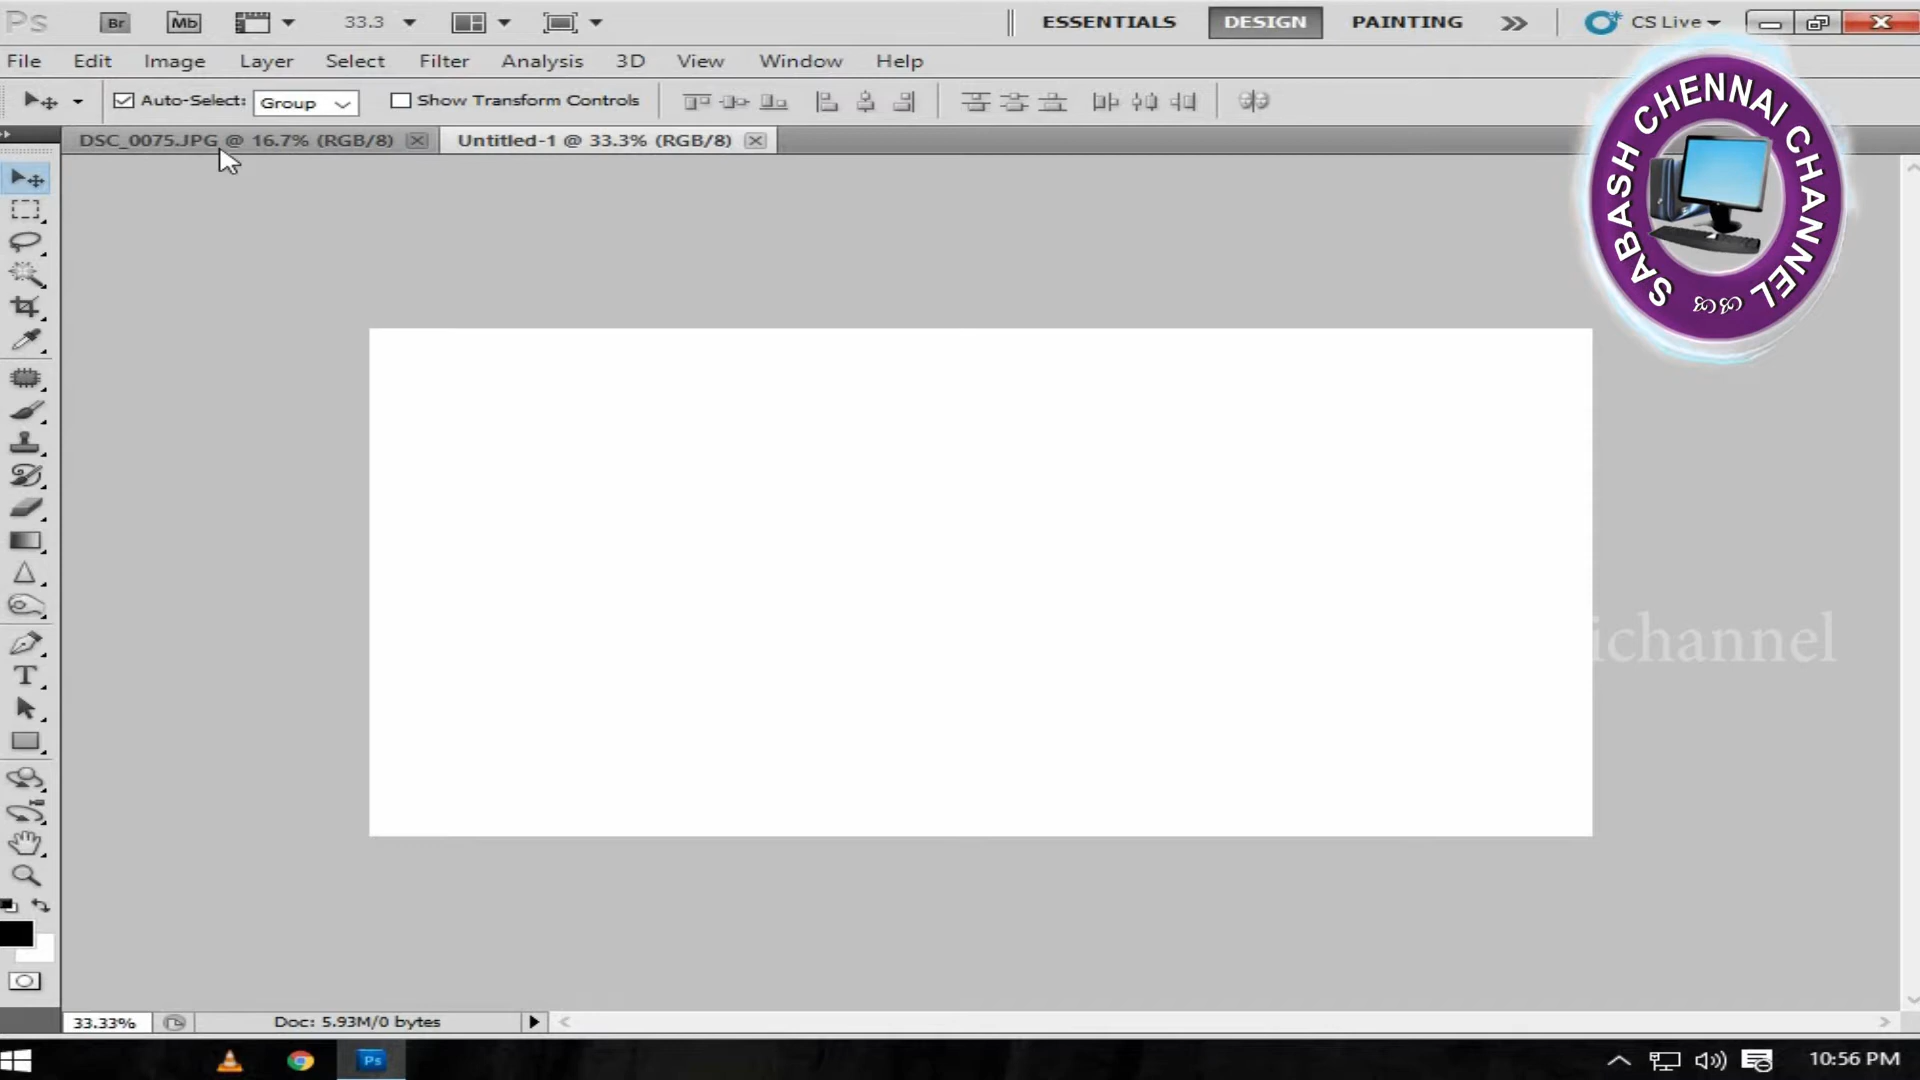 Ps Br Mb 33.3 ESSENTIALS DESIGN PAINTING CS Live
File Edit Image Layer Select Filter Analysis 3D View Window Help
Auto-Select: Group Show Transform Controls
DSC_0075.JPG @ 16.7% (RGB/8) Untitled-1 @ 33.3% (RGB/8)
SABASH CHENNAI CHANNEL
ichannel
T
33.33% Doc: 5.93M/0 bytes
Ps 10:56 PM